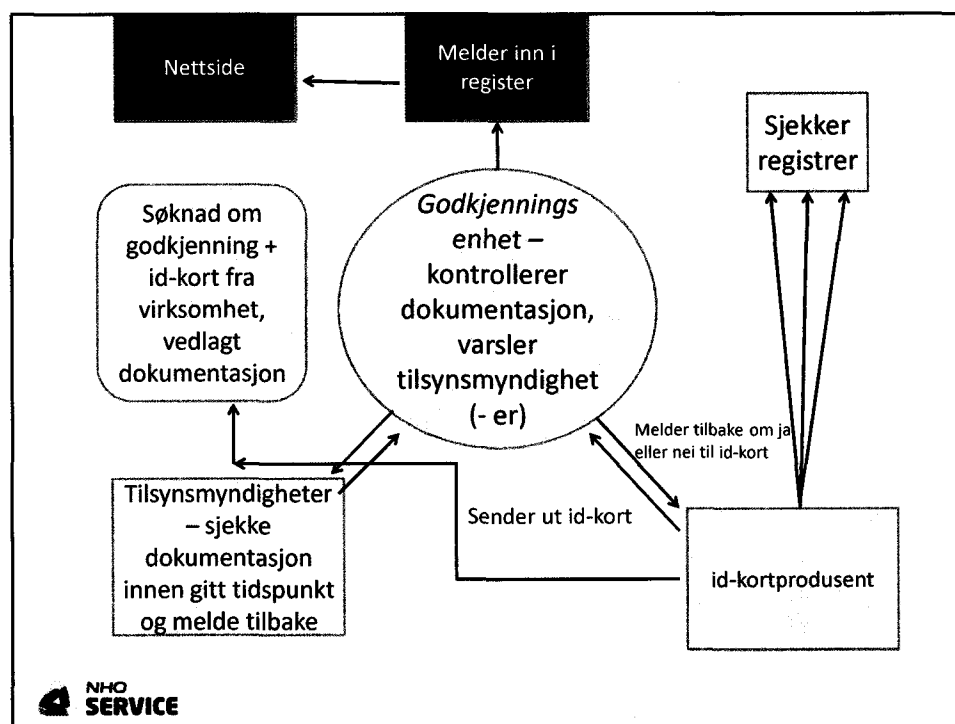 Nettside
Melder inn i
register
Sjekker
registrer
Søknad om
godkjenning +
id-kort fra
virksomhet,
vedlagt
dokumentasjon
Godkjennings
enhet –
kontrollerer
dokumentasjon,
varsler
tilsynsmyndighet
(- er)
Melder tilbake om ja
eller nei til id-kort
Tilsynsmyndigheter
– sjekke
dokumentasjon
innen gitt tidspunkt
og melde tilbake
Sender ut id-kort
id-kortprodusent
NHO
SERVICE